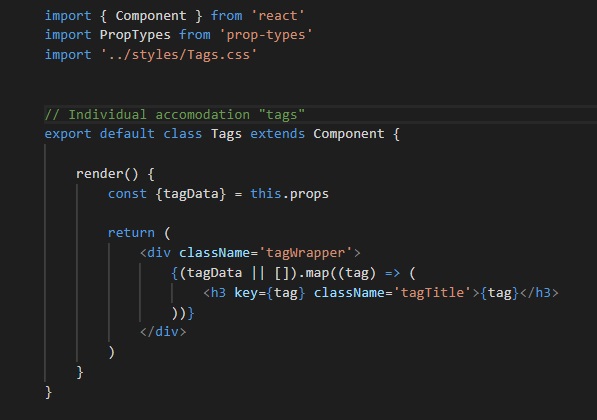 import { Component } from 'react'
import PropTypes from 'prop-types'
import '../styles/Tags.css'
// Individual accomodation "tags"
export default class Tags extends Component {
render() {
const {tagData} = this.props
return (
<div className='tagWrapper'>
{(tagData || []).map((tag) => (
<h3 key={tag} className='tagTitle'>{tag}</h3>
))}
</div>
)
}
}